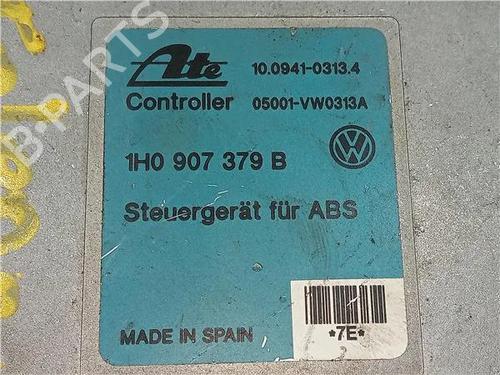 Ate 10.0941-0313.4
Controller 05001-VW0313A
1H0 907 379 B
Steuergerät für ABS
MADE IN SPAIN *7E*
B-PARTS